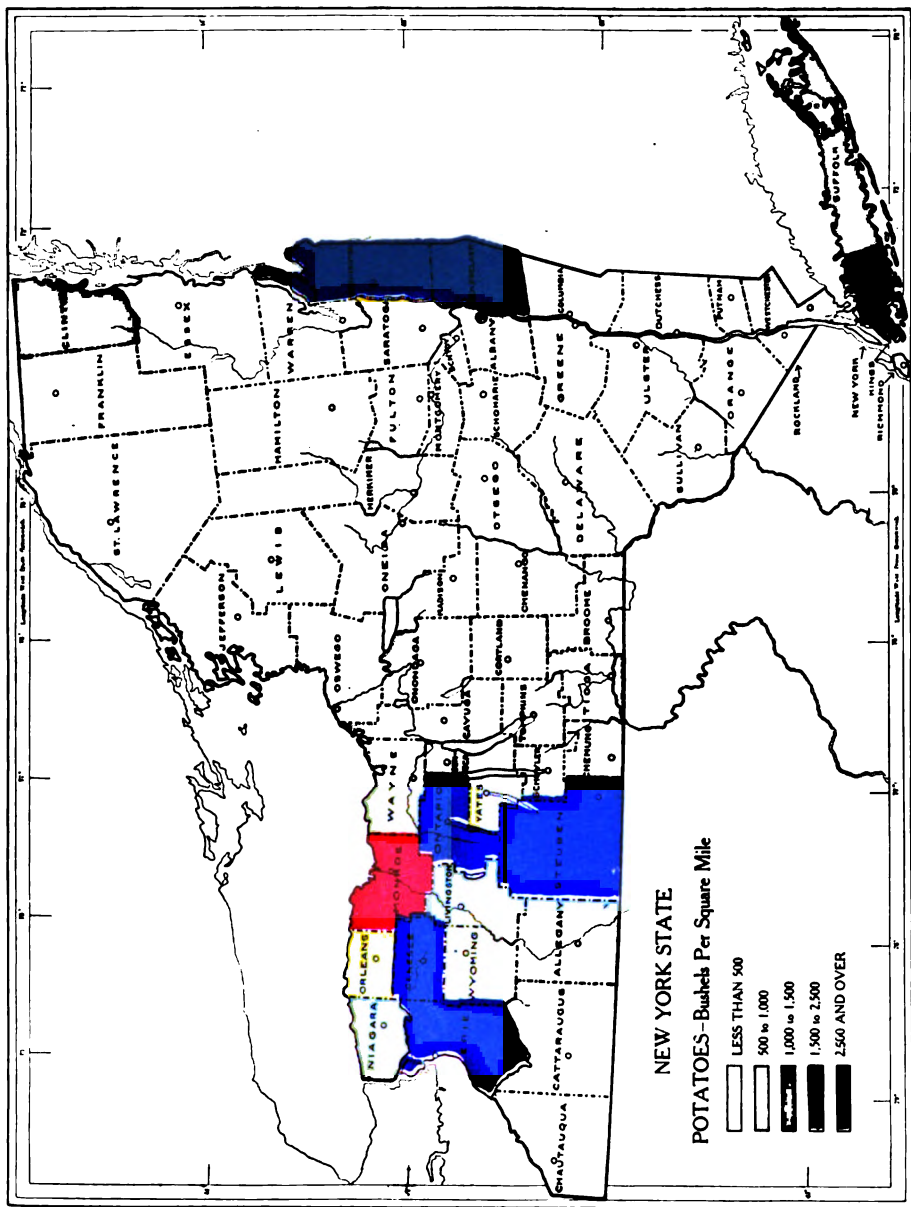 NEW YORK STATE
POTATOES-Bushels Per Square Mile
LESS THAN 500
500 to 1.000
1,000 to 1,500
1,500 to 2,500
2,500 AND OVER
CLINTON
FRANKLIN
ST. LAWRENCE
ESSEX
JEFFERSON
LEWIS
HAMILTON
WARREN
OSWEGO
ONEIDA
HERKIMER
FULTON
SARATOGA
MONTGOMERY
NIAGARA
ORLEANS
MONROE
WAYNE
ONONDAGA
MADISON
OTSEGO
SCHOHARIE
ALBANY
ERIE
WYOMING
LIVINGSTON
ONTARIO
YATES
CAYUGA
CORTLAND
CHENANGO
DELAWARE
GREENE
COLUMBIA
CHAUTAUQUA
CATTARAUGUS
ALLEGANY
STEUBEN
SCHUYLER
CHEMUNG
TOMPKINS
TIOGA
BROOME
ULSTER
DUTCHESS
SULLIVAN
ORANGE
PUTNAM
ROCKLAND
NEW YORK
KINGS
RICHMOND
SUFFOLK